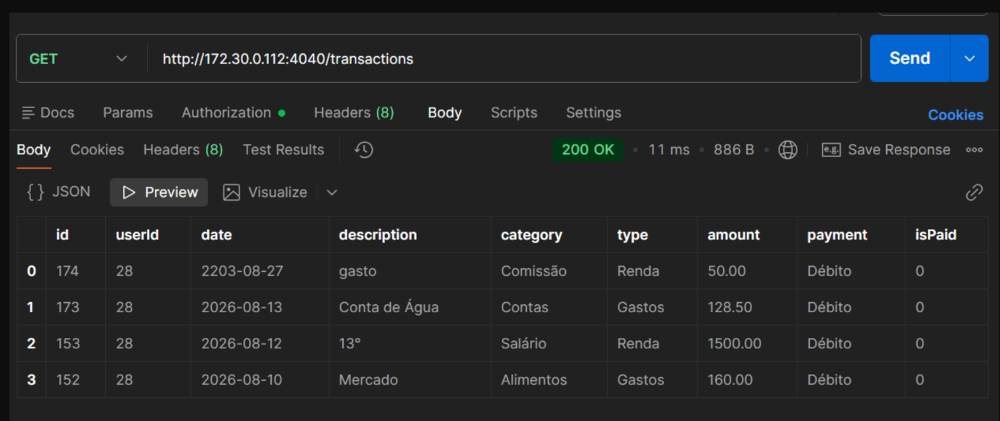 GET http://172.30.0.112:4040/transactions Send
Docs Params Authorization Headers (8) Body Scripts Settings Cookies
Body Cookies Headers (8) Test Results 200 OK 11 ms 886 B e.g. Save Response
{} JSON Preview Visualize
id userId date description category type amount payment isPaid
0 174 28 2203-08-27 gasto Comissão Renda 50.00 Débito 0
1 173 28 2026-08-13 Conta de Água Contas Gastos 128.50 Débito 0
2 153 28 2026-08-12 13° Salário Renda 1500.00 Débito 0
3 152 28 2026-08-10 Mercado Alimentos Gastos 160.00 Débito 0